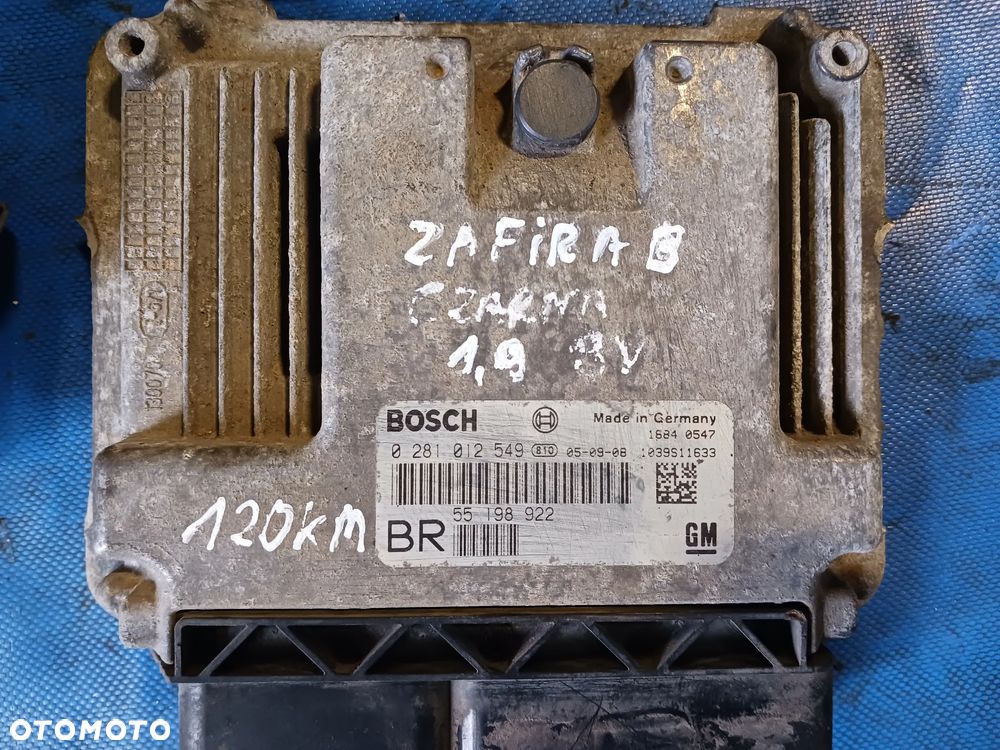 ZAFiRA B
CZARNA
1,9 8V
BOSCH Made in Germany
1684 0547
0 281 012 549 810 05-09-08 1039S11633
55 198 922
BR
GM
120KM
OTOMOTO